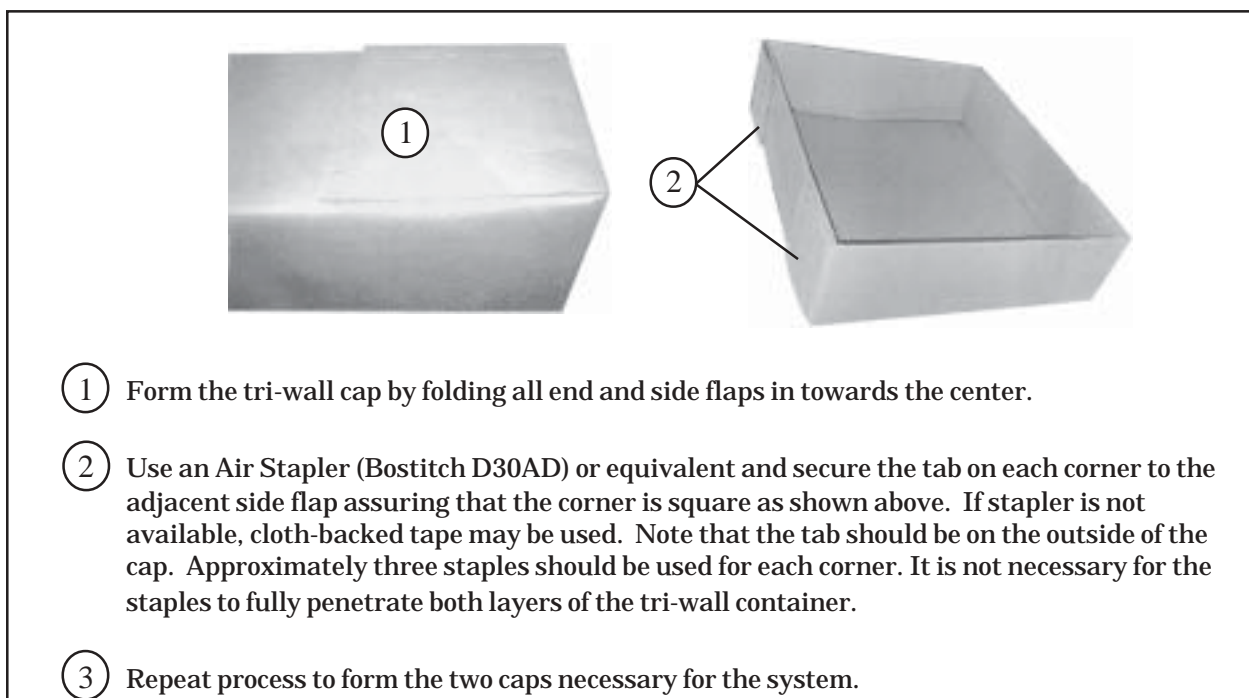 1
2
1 Form the tri-wall cap by folding all end and side flaps in towards the center.
2 Use an Air Stapler (Bostitch D30AD) or equivalent and secure the tab on each corner to the
adjacent side flap assuring that the corner is square as shown above. If stapler is not
available, cloth-backed tape may be used. Note that the tab should be on the outside of the
cap. Approximately three staples should be used for each corner. It is not necessary for the
staples to fully penetrate both layers of the tri-wall container.
3 Repeat process to form the two caps necessary for the system.